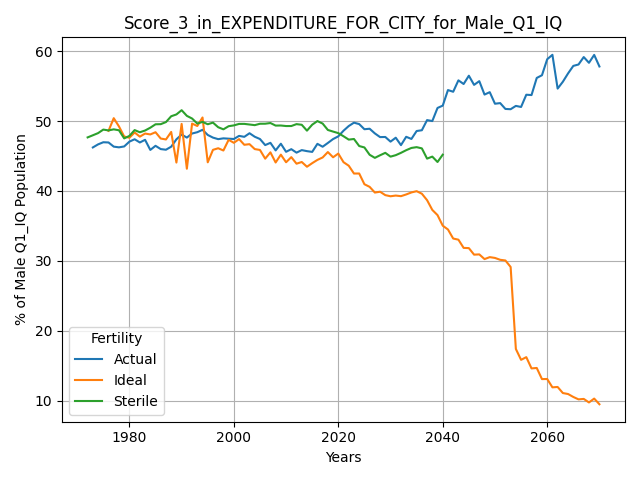 Score_3_in_EXPENDITURE_FOR_CITY_for_Male_Q1_IQ
% of Male Q1_IQ Population
60
50
40
30
20
10
Fertility
Actual
Ideal
Sterile
1980
2000
2020
2040
2060
Years